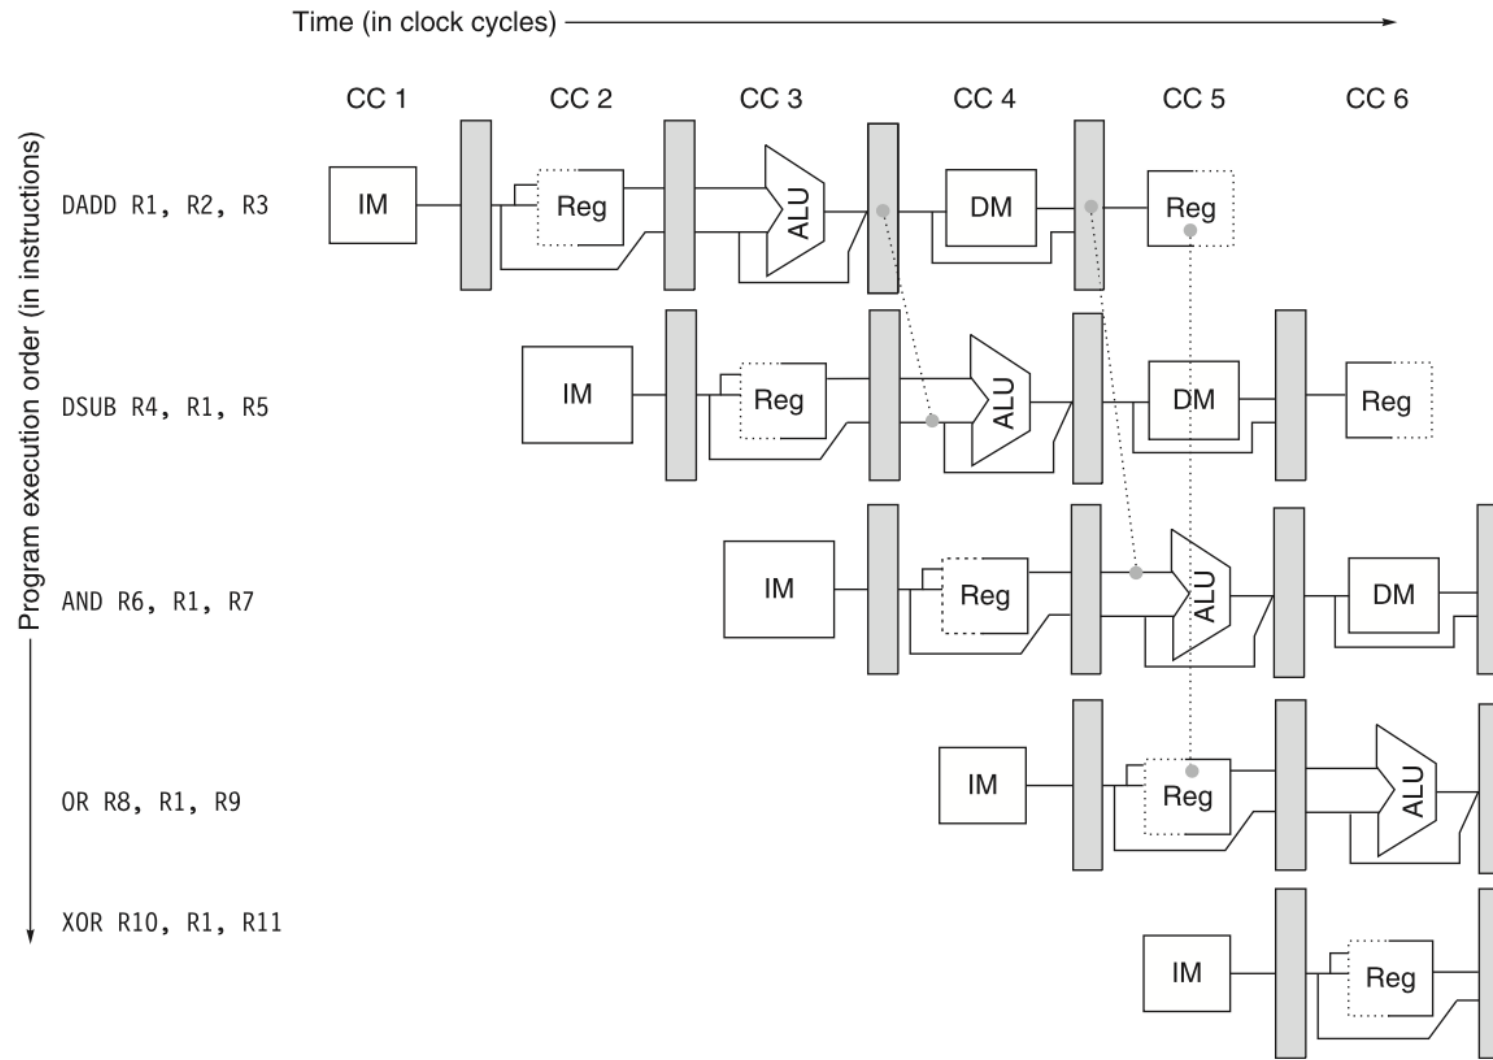 Time (in clock cycles)
CC 1 CC 2 CC 3 CC 4 CC 5 CC 6
Program execution order (in instructions)
DADD R1, R2, R3 IM Reg ALU DM Reg
DSUB R4, R1, R5 IM Reg ALU DM Reg
AND R6, R1, R7 IM Reg ALU DM
OR R8, R1, R9 IM Reg ALU
XOR R10, R1, R11 IM Reg